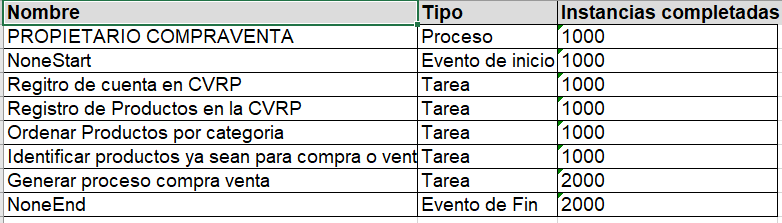 Nombre Tipo Instancias completadas
PROPIETARIO COMPRAVENTA Proceso 1000
NoneStart Evento de inicio 1000
Regitro de cuenta en CVRP Tarea 1000
Registro de Productos en la CVRP Tarea 1000
Ordenar Productos por categoria Tarea 1000
Identificar productos ya sean para compra o vent Tarea 1000
Generar proceso compra venta Tarea 2000
NoneEnd Evento de Fin 2000